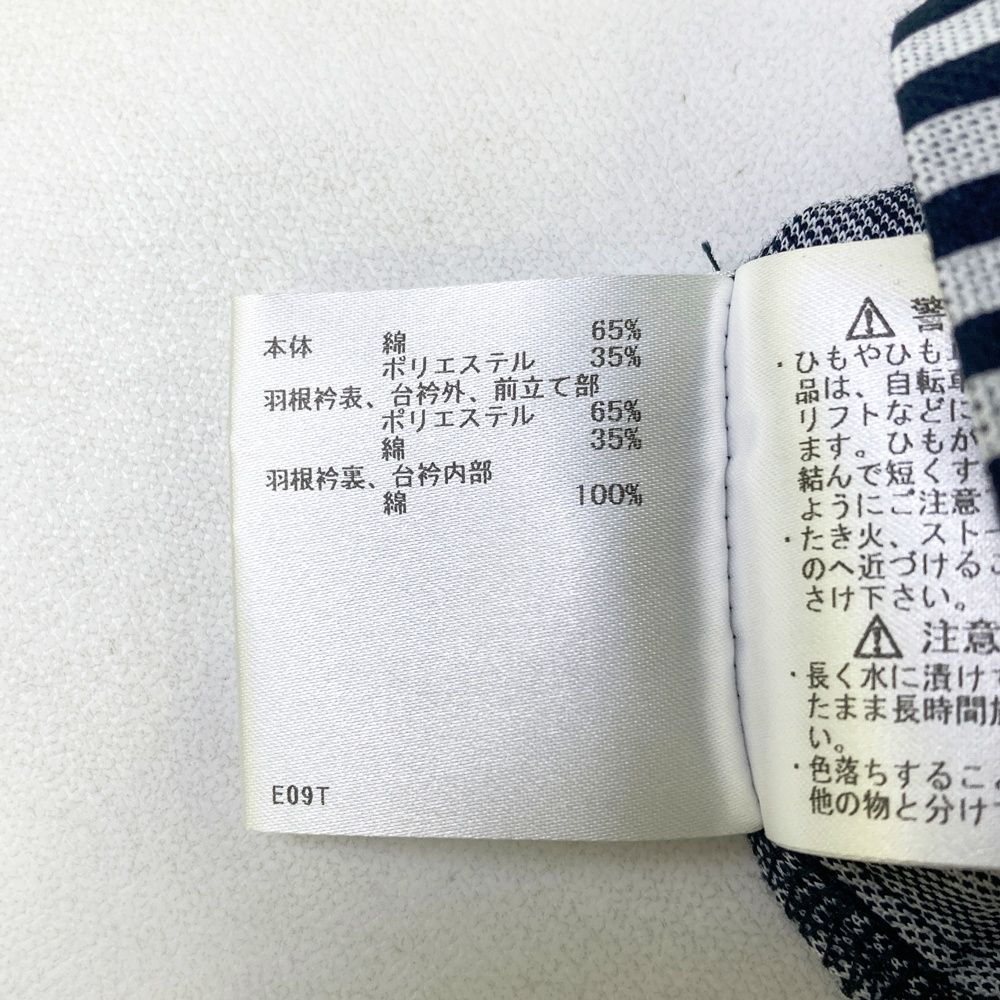 本体 綿 65%
ポリエステル 35%
羽根衿表、台衿外、前立て部
ポリエステル 65%
綿 35%
羽根衿裏、台衿内部
綿 100%
E09T
⚠ 警
・ひもやひも
品は、自転車
リフトなどに
ます。ひもが
結んで短くす
ようにご注意
・たき火、ストー
のへ近づけるこ
さけ下さい。
⚠ 注意
・長く水に漬け
たまま長時間放
い。
・色落ちするこ
他の物と分け